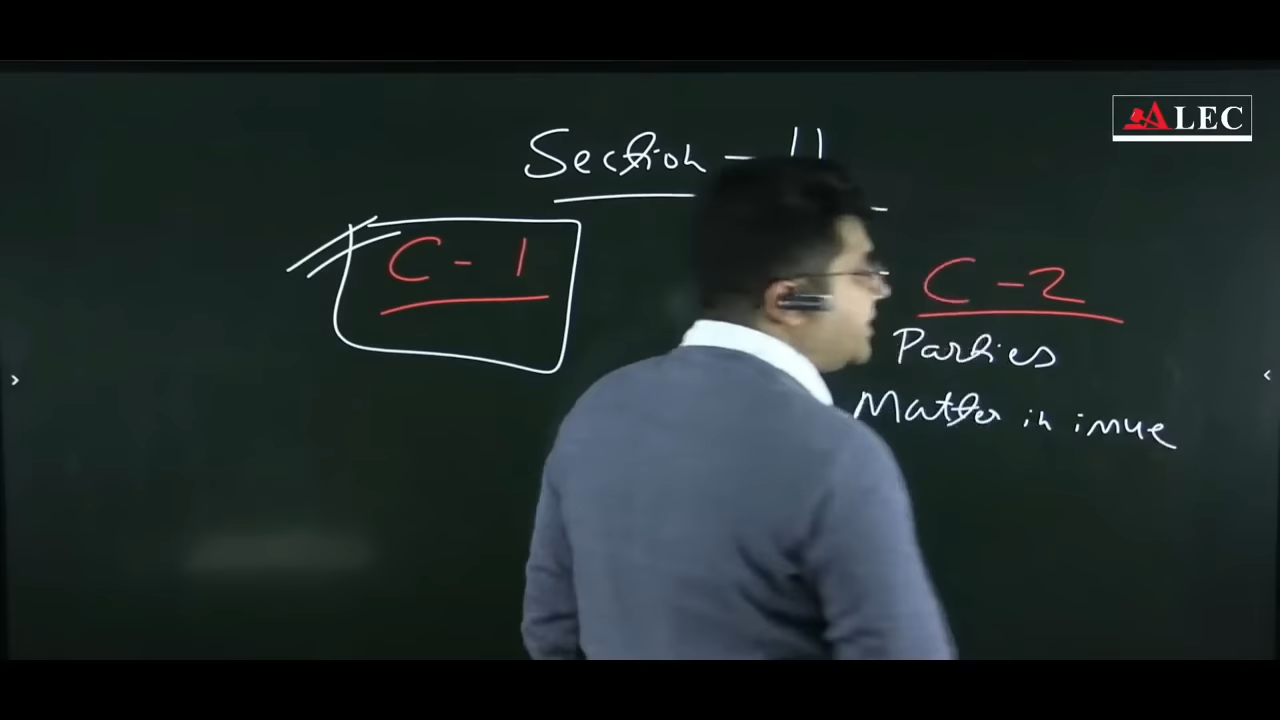 ALEC
Section - 11
C - 1
C - 2
Parties
Matter in issue